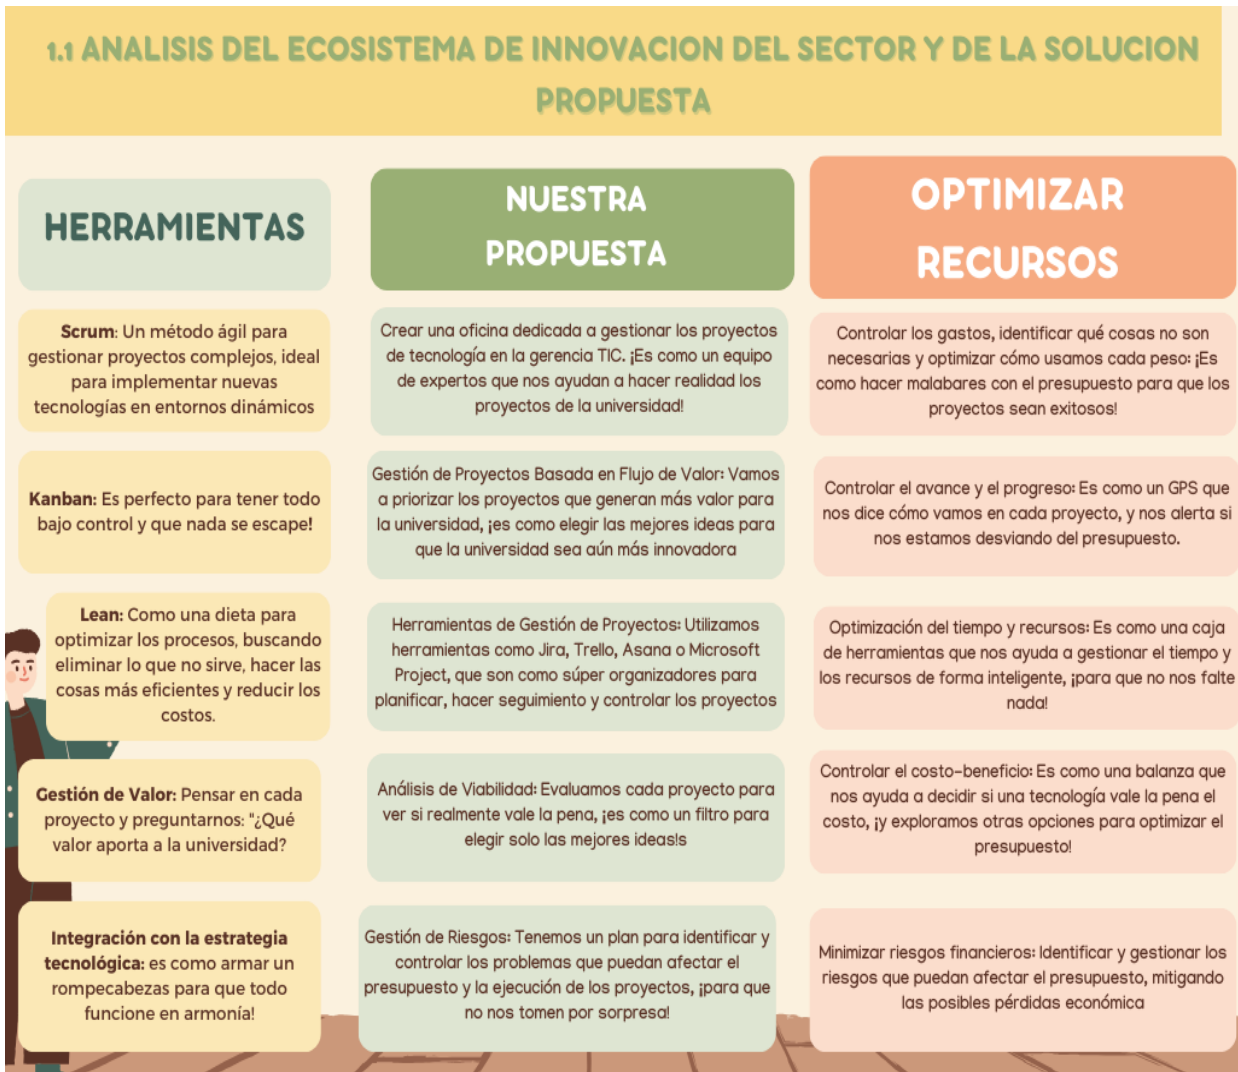 1.1 ANALISIS DEL ECOSISTEMA DE INNOVACION DEL SECTOR Y DE LA SOLUCION
PROPUESTA
HERRAMIENTAS
Scrum: Un método ágil para
gestionar proyectos complejos, ideal
para implementar nuevas
tecnologías en entornos dinámicos
Kanban: Es perfecto para tener todo
bajo control y que nada se escape!
Lean: Como una dieta para
optimizar los procesos, buscando
eliminar lo que no sirve, hacer las
cosas más eficientes y reducir los
costos.
Gestión de Valor: Pensar en cada
proyecto y preguntarnos: "¿Qué
valor aporta a la universidad?
Integración con la estrategia
tecnológica: es como armar un
rompecabezas para que todo
funcione en armonía!
NUESTRA
PROPUESTA
Crear una oficina dedicada a gestionar los proyectos
de tecnología en la gerencia TIC. ¡Es como un equipo
de expertos que nos ayudan a hacer realidad los
proyectos de la universidad!
Gestión de Proyectos Basada en Flujo de Valor: Vamos
a priorizar los proyectos que generan más valor para
la universidad, ¡es como elegir las mejores ideas para
que la universidad sea aún más innovadora
Herramientas de Gestión de Proyectos: Utilizamos
herramientas como Jira, Trello, Asana o Microsoft
Project, que son como súper organizadores para
planificar, hacer seguimiento y controlar los proyectos
Análisis de Viabilidad: Evaluamos cada proyecto para
ver si realmente vale la pena, ¡es como un filtro para
elegir solo las mejores ideas!s
Gestión de Riesgos: Tenemos un plan para identificar y
controlar los problemas que puedan afectar el
presupuesto y la ejecución de los proyectos, ¡para que
no nos tomen por sorpresa!
OPTIMIZAR
RECURSOS
Controlar los gastos, identificar qué cosas no son
necesarias y optimizar cómo usamos cada peso: ¡Es
como hacer malabares con el presupuesto para que los
proyectos sean exitosos!
Controlar el avance y el progreso: Es como un GPS que
nos dice cómo vamos en cada proyecto, y nos alerta si
nos estamos desviando del presupuesto.
Optimización del tiempo y recursos: Es como una caja
de herramientas que nos ayuda a gestionar el tiempo y
los recursos de forma inteligente, ¡para que no nos falte
nada!
Controlar el costo-beneficio: Es como una balanza que
nos ayuda a decidir si una tecnología vale la pena el
costo, ¡y exploramos otras opciones para optimizar el
presupuesto!
Minimizar riesgos financieros: Identificar y gestionar los
riesgos que puedan afectar el presupuesto, mitigando
las posibles pérdidas económica